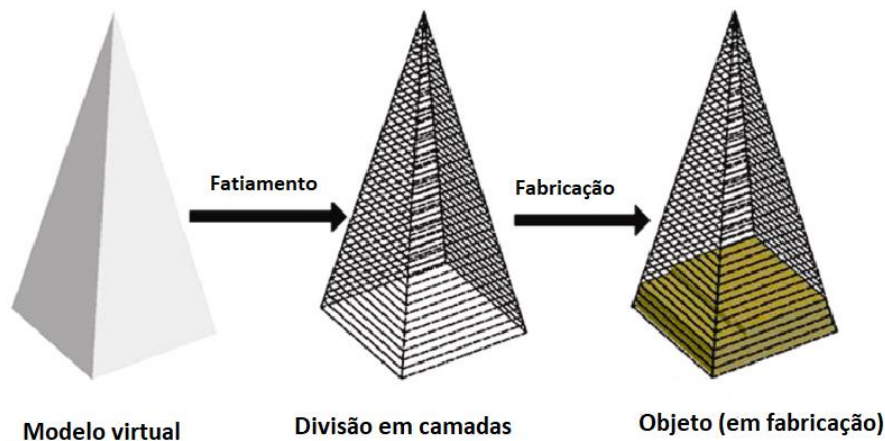 Fatiamento
Fabricação
Modelo virtual
Divisão em camadas
Objeto (em fabricação)